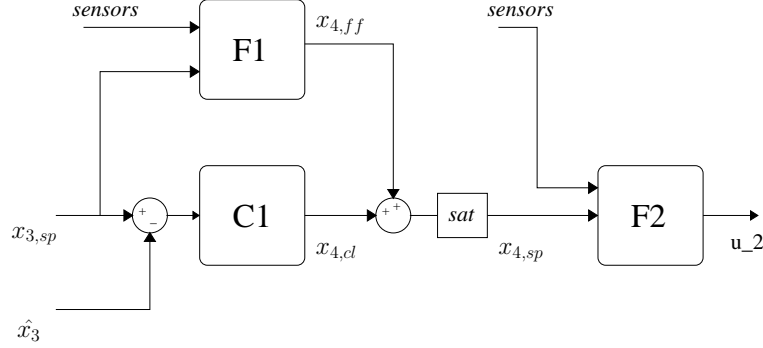 sensors
sensors
x_{4,ff}
F1
+
−
+
+
C1
sat
F2
x_{3,sp}
x_{4,cl}
x_{4,sp}
u_2
\hat{x_3}